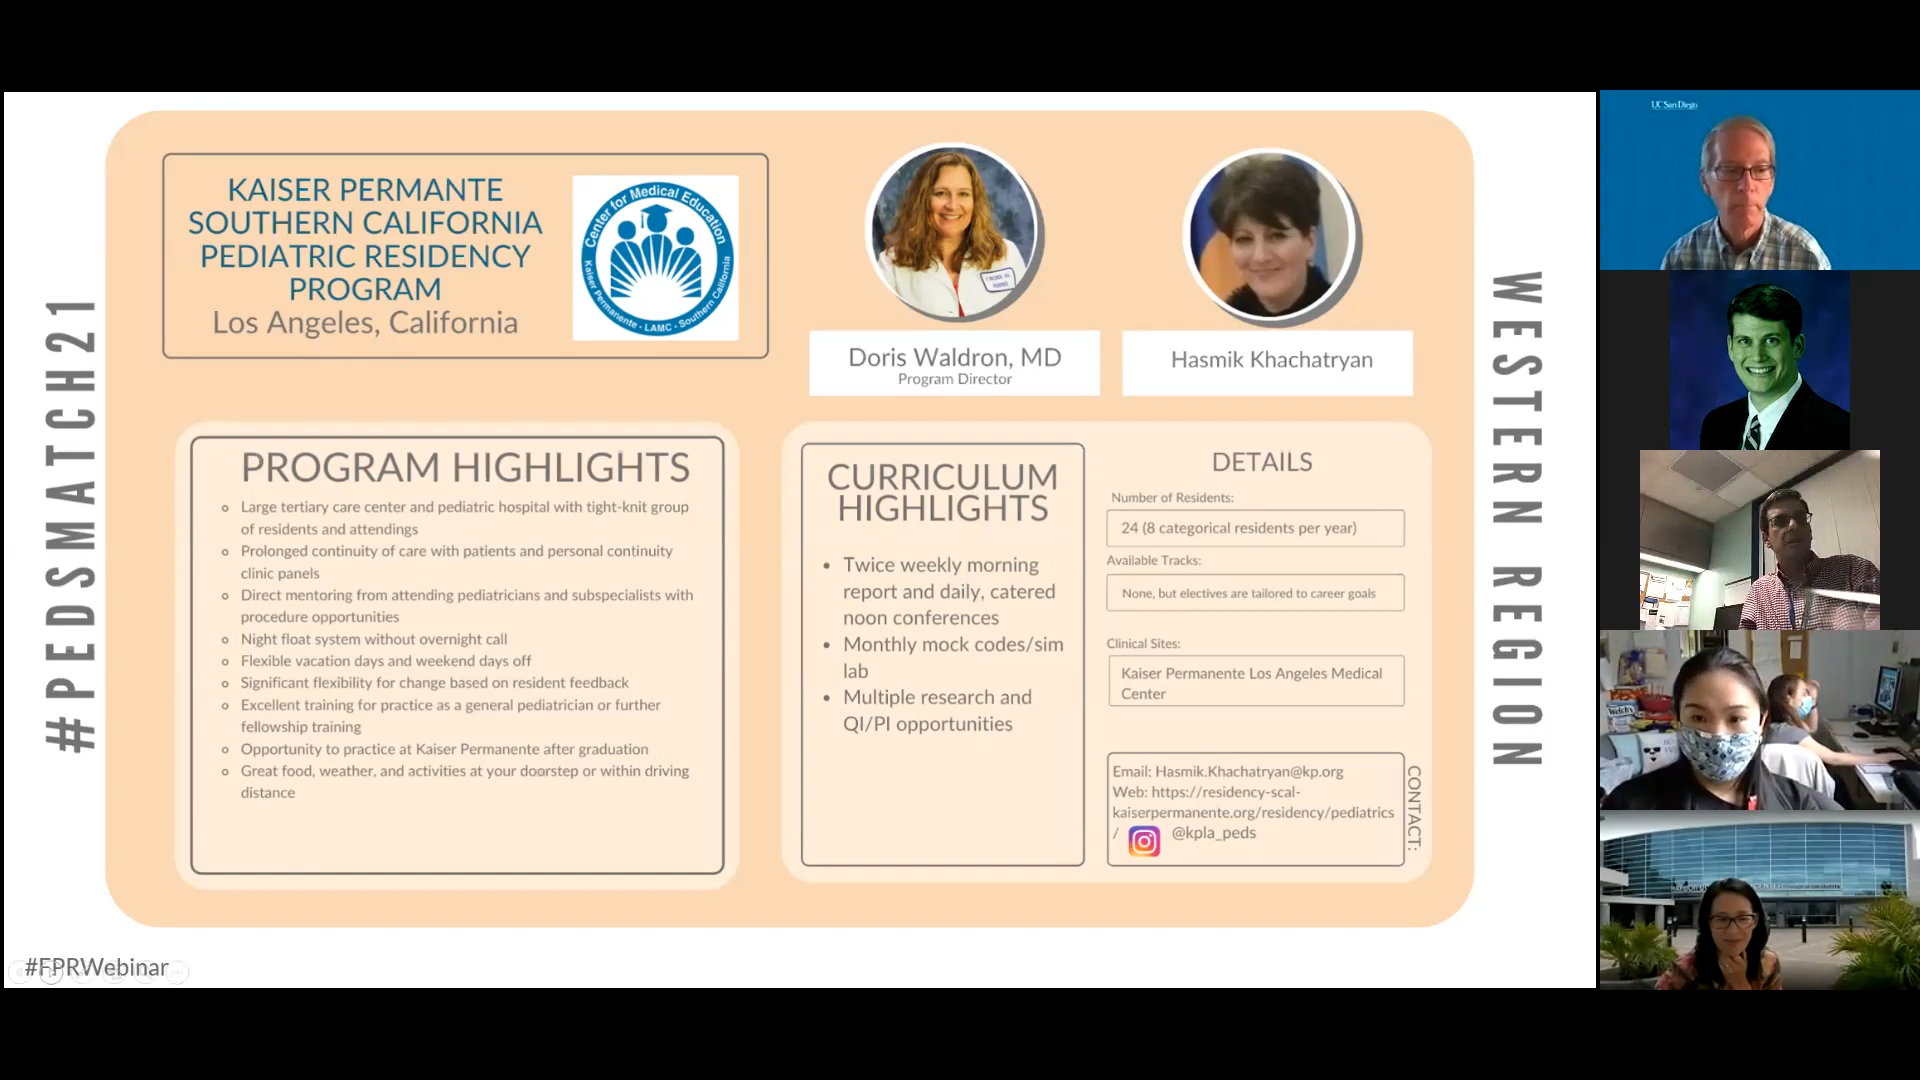 #PEDSMATCH21
KAISER PERMANTE
SOUTHERN CALIFORNIA
PEDIATRIC RESIDENCY
PROGRAM
Los Angeles, California
Center for Medical Education
Kaiser Permanente • LAMC • Southern California
Doris Waldron, MD
Program Director
Hasmik Khachatryan
PROGRAM HIGHLIGHTS
Large tertiary care center and pediatric hospital with tight-knit group
of residents and attendings
Prolonged continuity of care with patients and personal continuity
clinic panels
Direct mentoring from attending pediatricians and subspecialists with
procedure opportunities
Night float system without overnight call
Flexible vacation days and weekend days off
Significant flexibility for change based on resident feedback
Excellent training for practice as a general pediatrician or further
fellowship training
Opportunity to practice at Kaiser Permanente after graduation
Great food, weather, and activities at your doorstep or within driving
distance
CURRICULUM
HIGHLIGHTS
• Twice weekly morning
report and daily, catered
noon conferences
• Monthly mock codes/sim
lab
• Multiple research and
QI/PI opportunities
DETAILS
Number of Residents:
24 (8 categorical residents per year)
Available Tracks:
None, but electives are tailored to career goals
Clinical Sites:
Kaiser Permanente Los Angeles Medical
Center
Email: Hasmik.Khachatryan@kp.org
Web: https://residency-scal-
kaiserpermanente.org/residency/pediatrics
/ @kpla_peds
CONTACT:
WESTERN REGION
#FPRWebinar
UC San Diego
Welch's